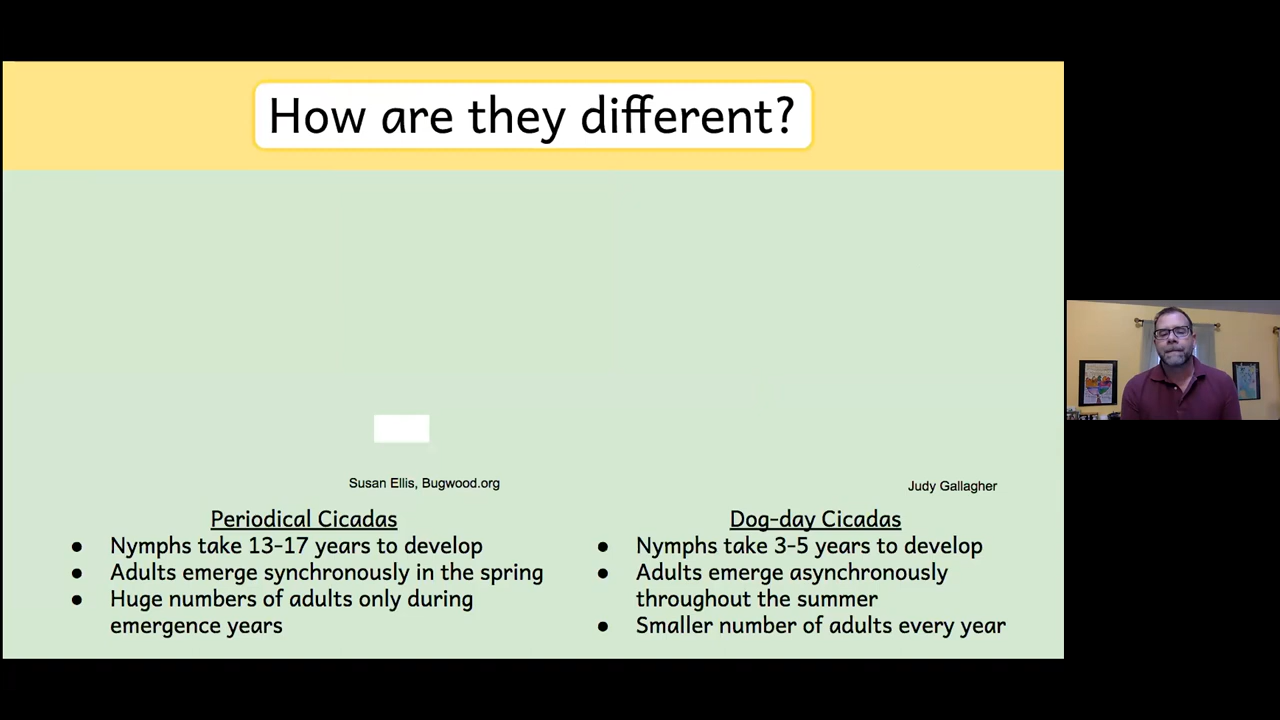 How are they different?
Susan Ellis, Bugwood.org
Judy Gallagher
Periodical Cicadas
● Nymphs take 13-17 years to develop
● Adults emerge synchronously in the spring
● Huge numbers of adults only during
emergence years
Dog-day Cicadas
● Nymphs take 3-5 years to develop
● Adults emerge asynchronously
throughout the summer
● Smaller number of adults every year